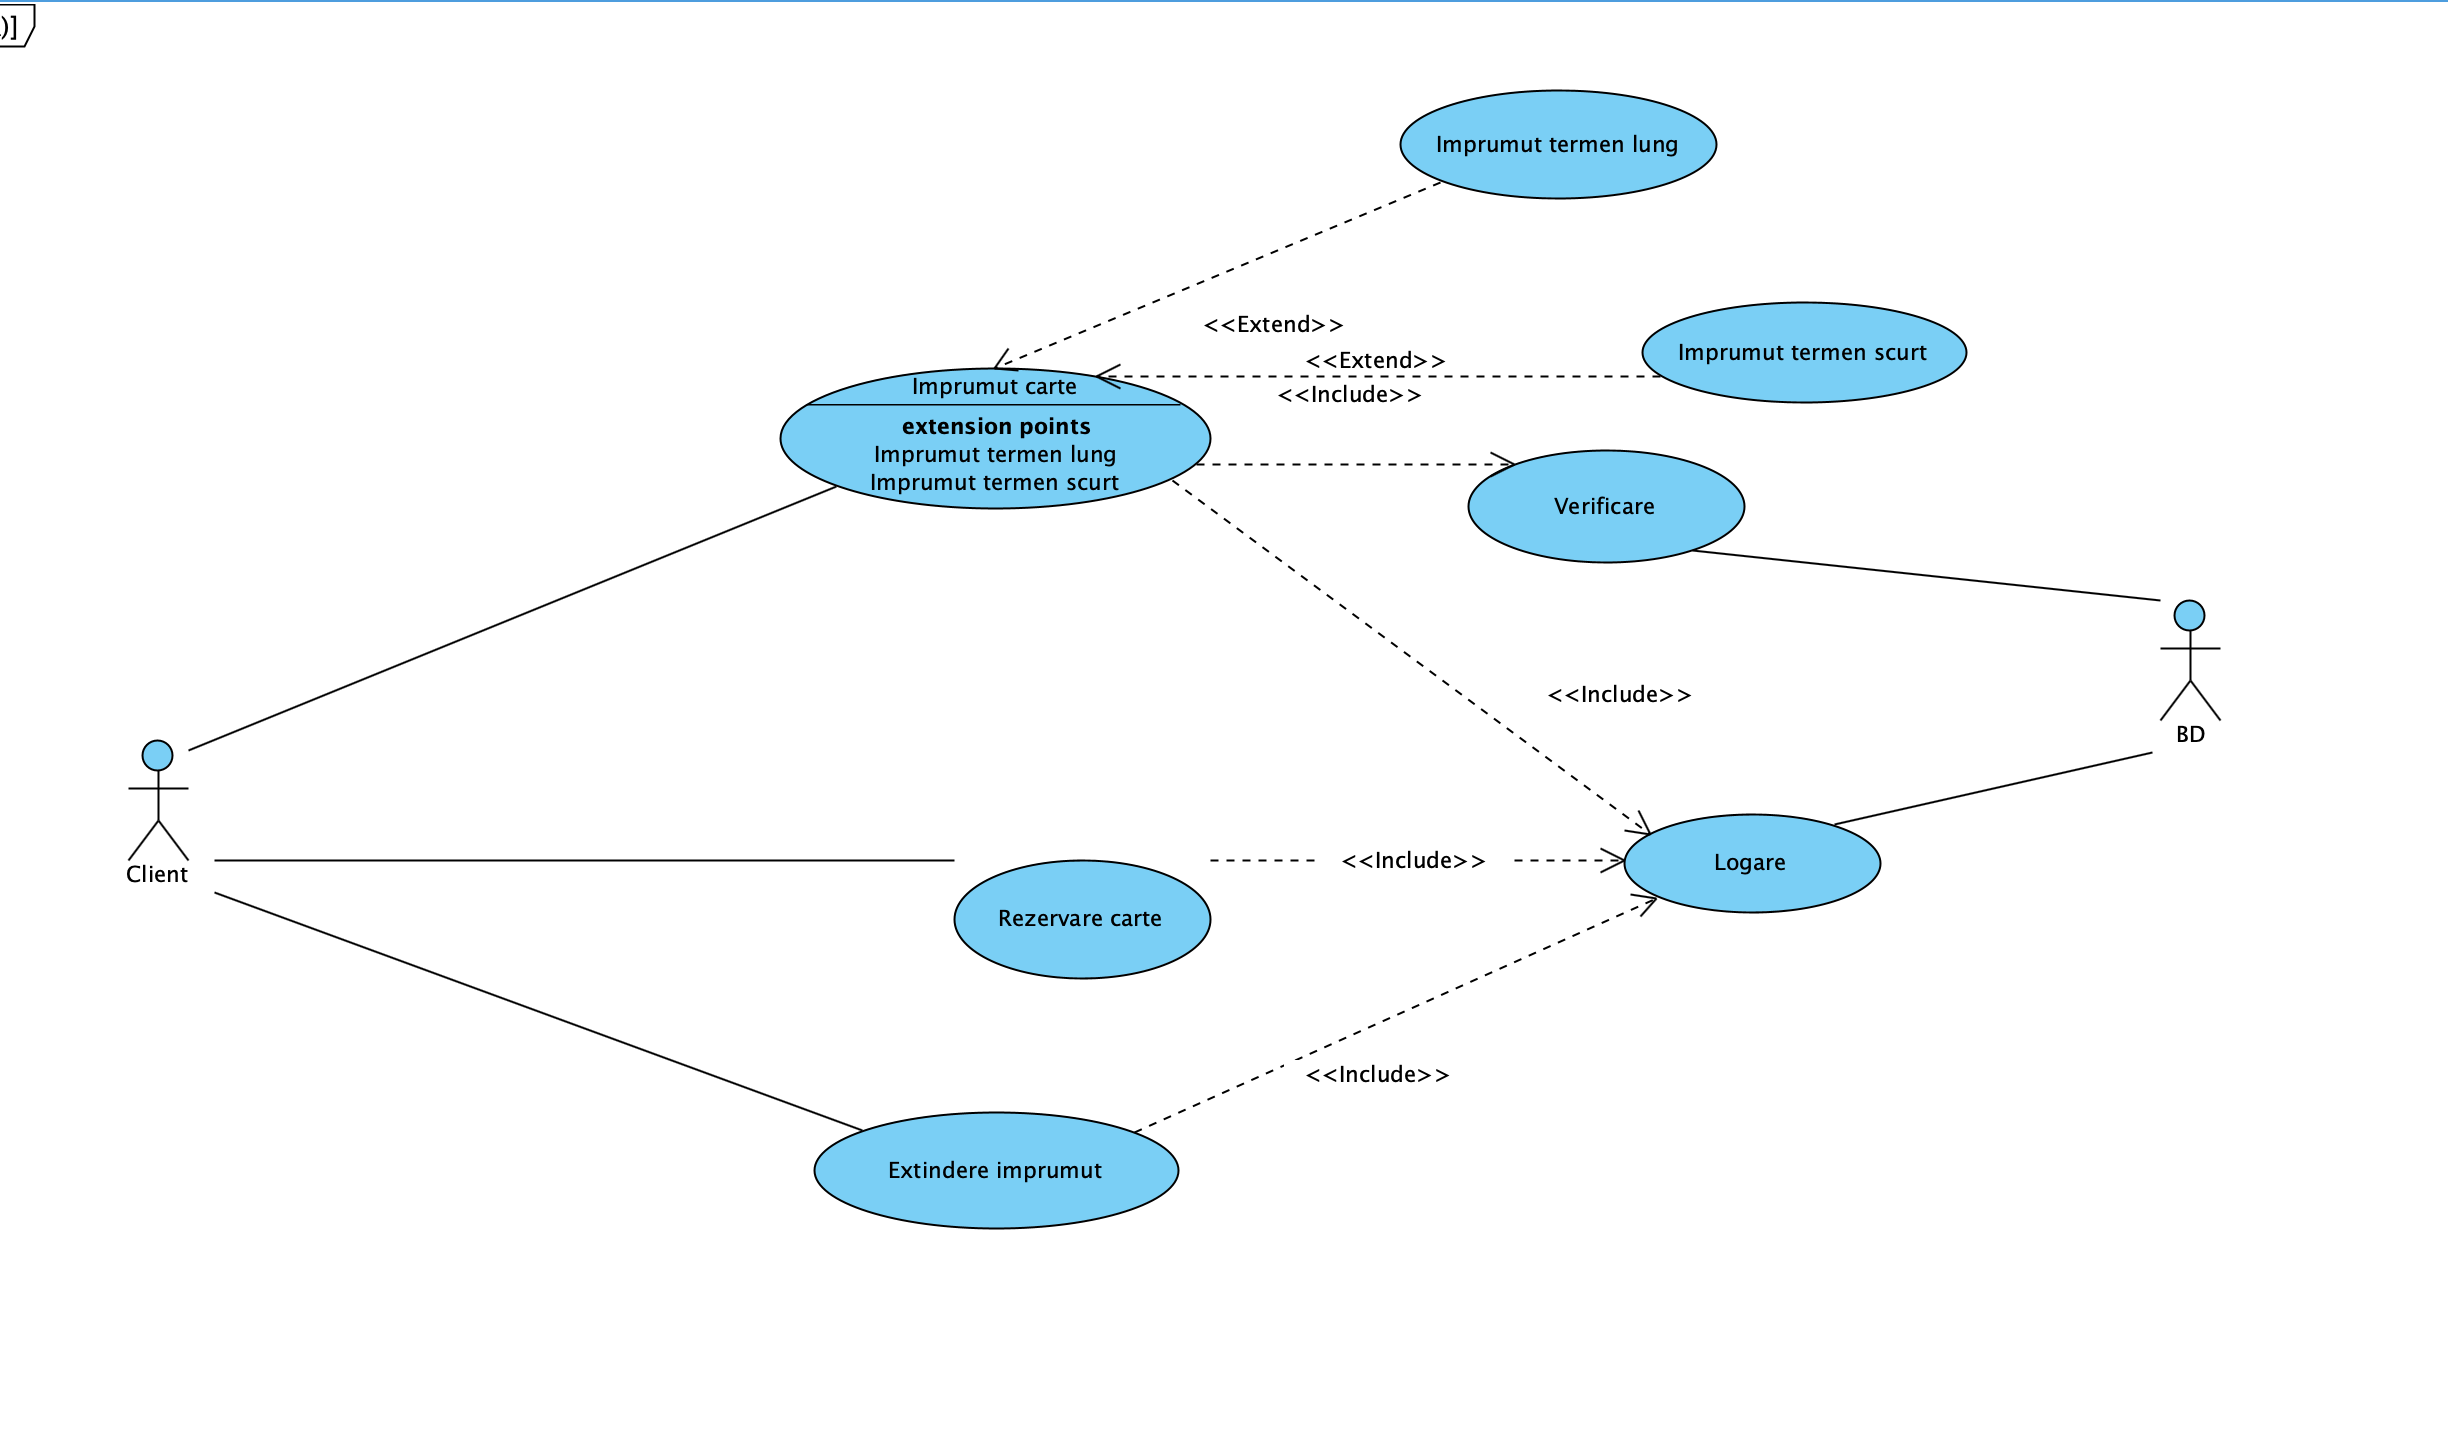 )]
Imprumut termen lung
<<Extend>>
Imprumut termen scurt
<<Extend>>
<<Include>>
Imprumut carte
extension points
Imprumut termen lung
Imprumut termen scurt
Verificare
<<Include>>
BD
Client
<<Include>>
Logare
Rezervare carte
<<Include>>
Extindere imprumut